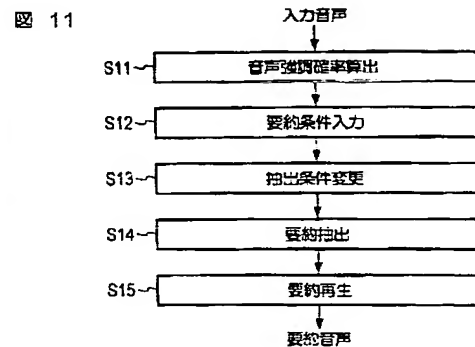 図 11
入力音声
S11 音声強調確率算出
S12 要約条件入力
S13 抽出条件変更
S14 要約抽出
S15 要約再生
要約音声